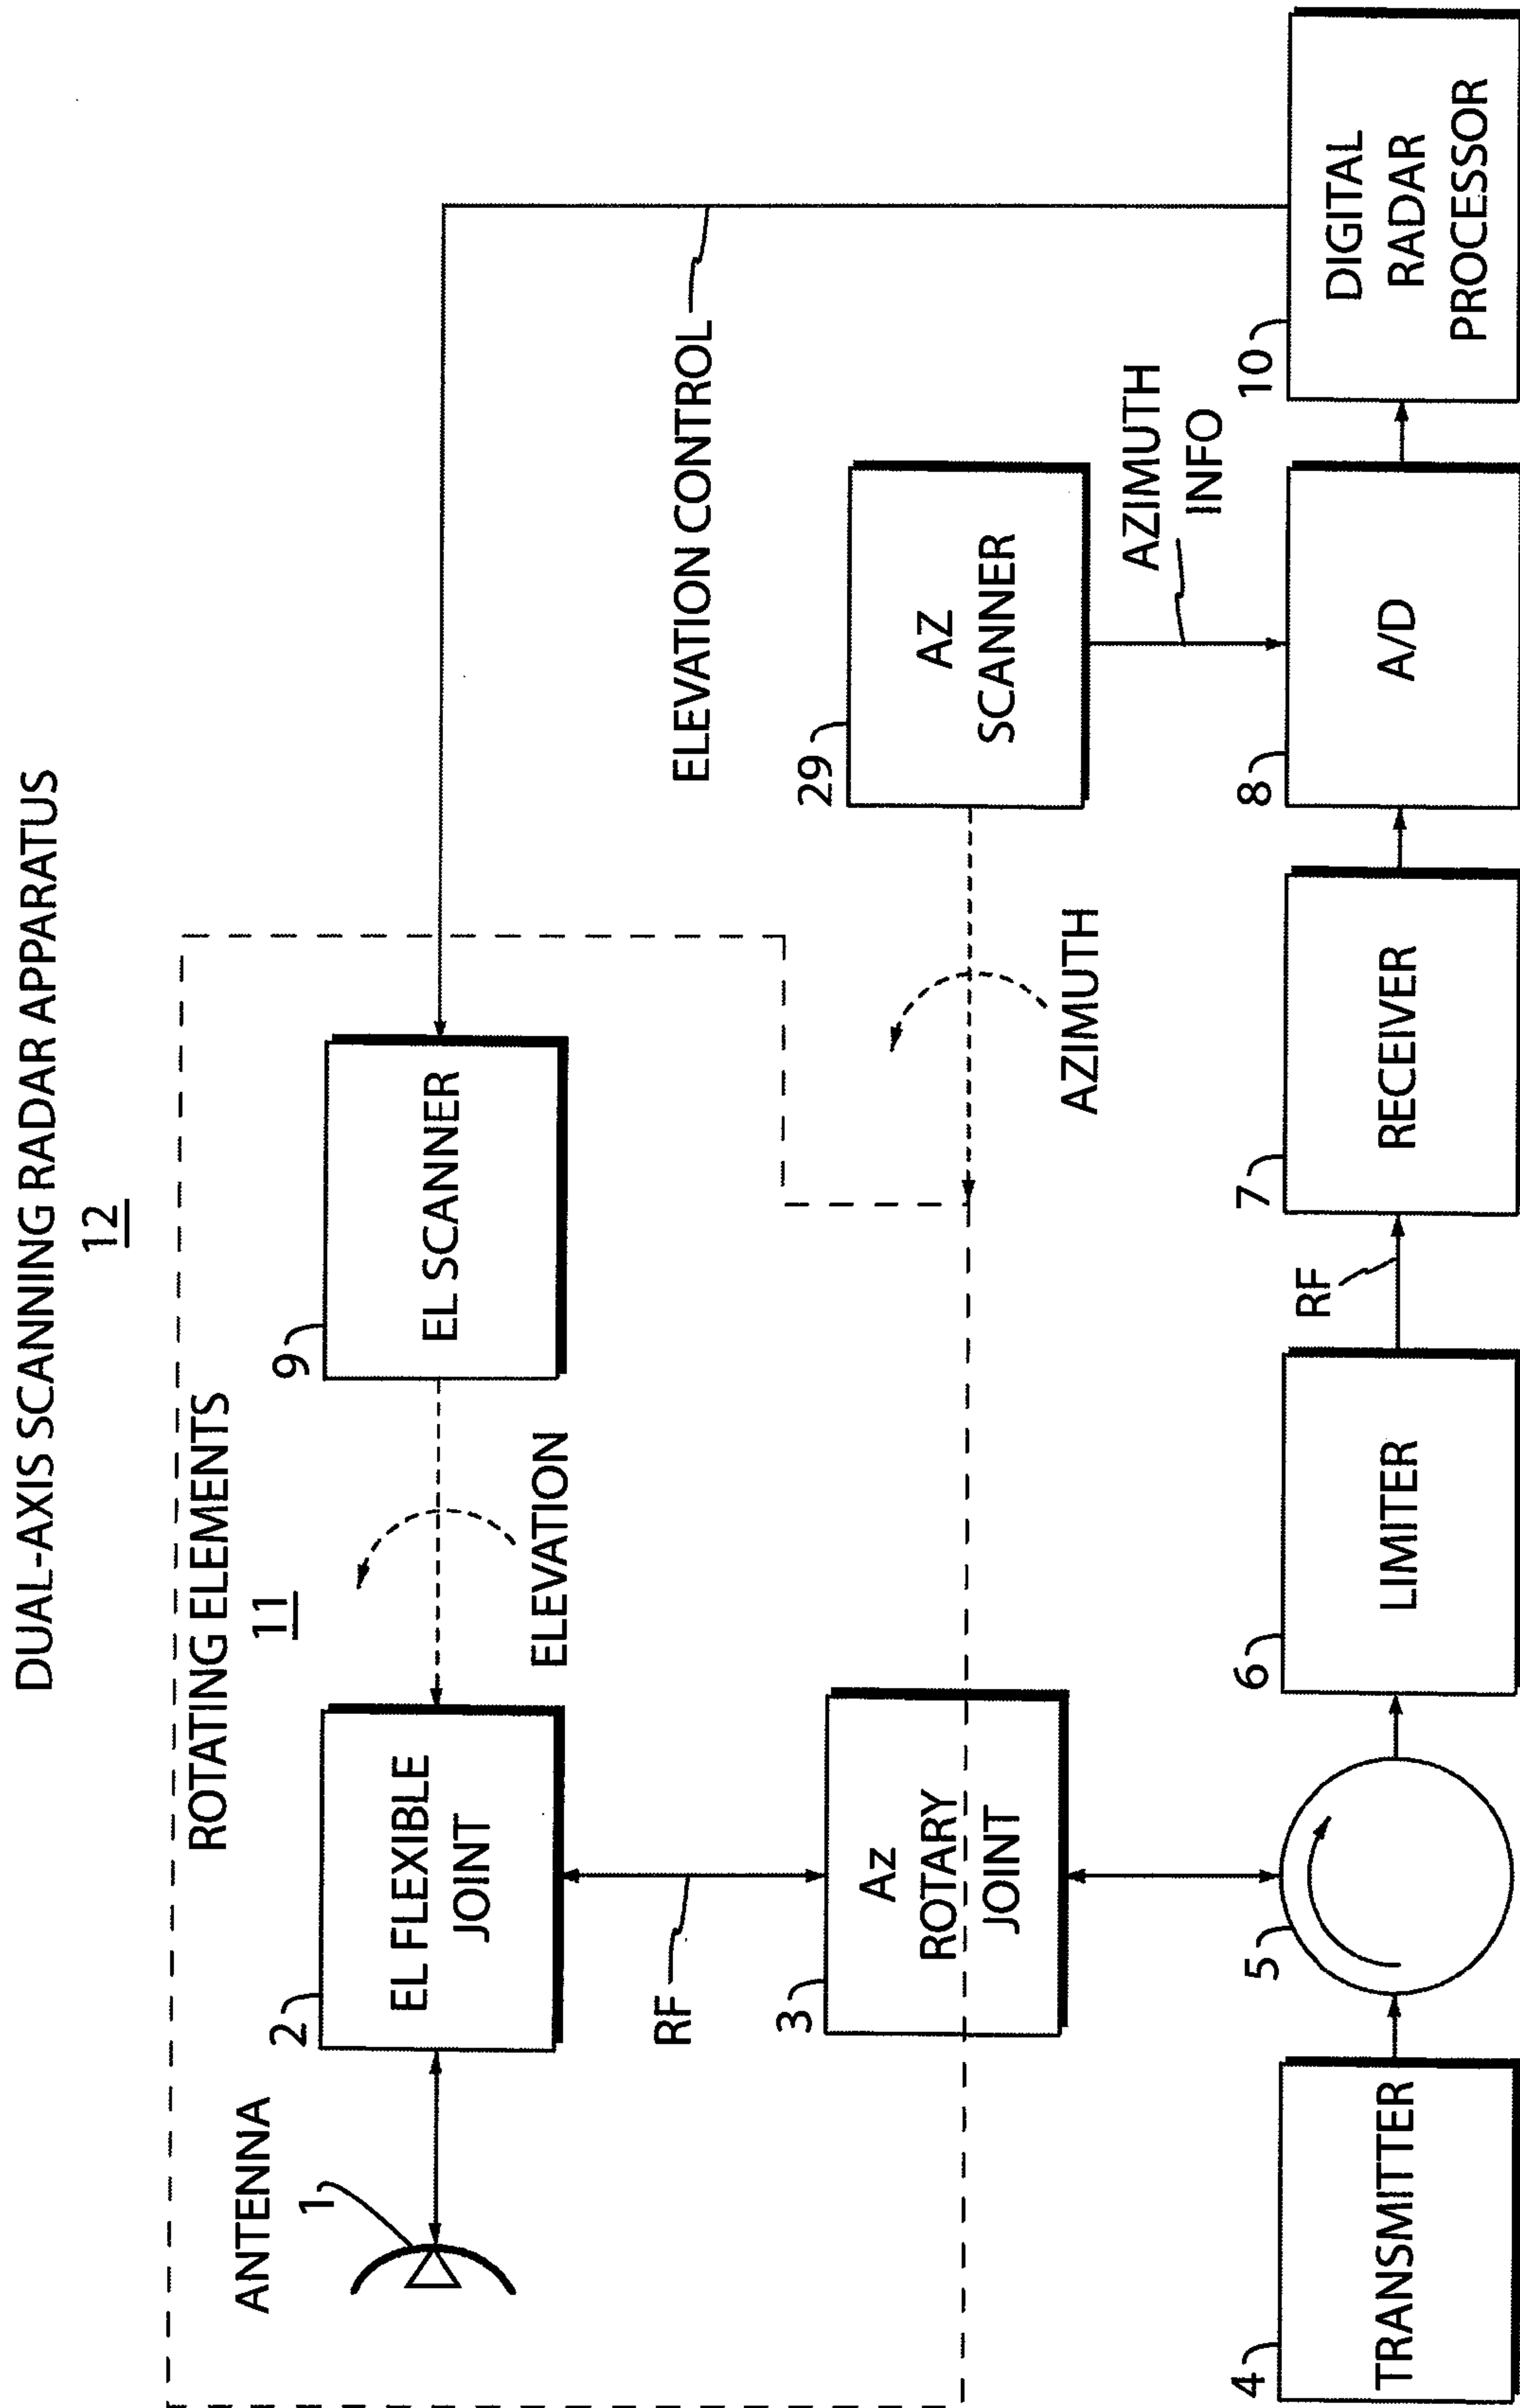 DUAL-AXIS SCANNING RADAR APPARATUS
12
ROTATING ELEMENTS
11
ANTENNA
1
2
EL FLEXIBLE
JOINT
ELEVATION
9
EL SCANNER
ELEVATION CONTROL
RF
3
Az
ROTARY
JOINT
AZIMUTH
29
AZ
SCANNER
AZIMUTH
INFO
4
TRANSMITTER
5
6
LIMITER
RF
7
RECEIVER
8
A/D
10
DIGITAL
RADAR
PROCESSOR